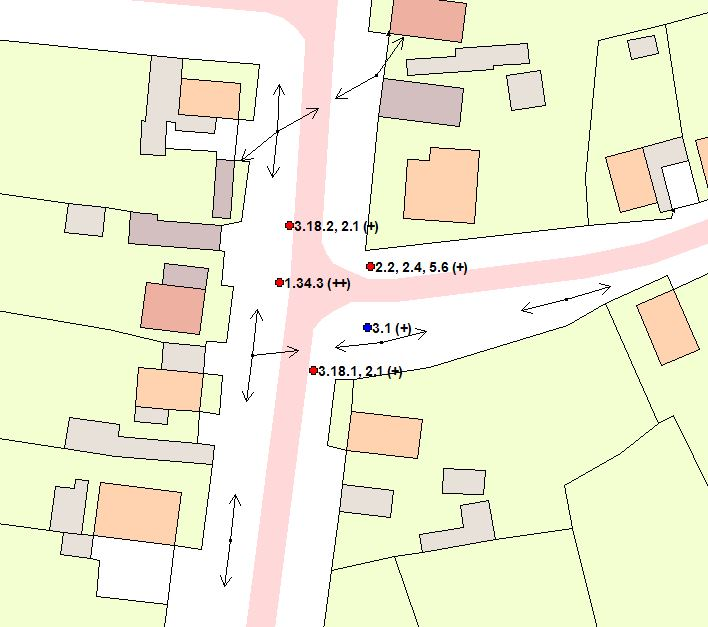 3.18.2, 2.1 (+)
2.2, 2.4, 5.6 (+)
1.34.3 (++)
3.1 (+)
3.18.1, 2.1 (+)